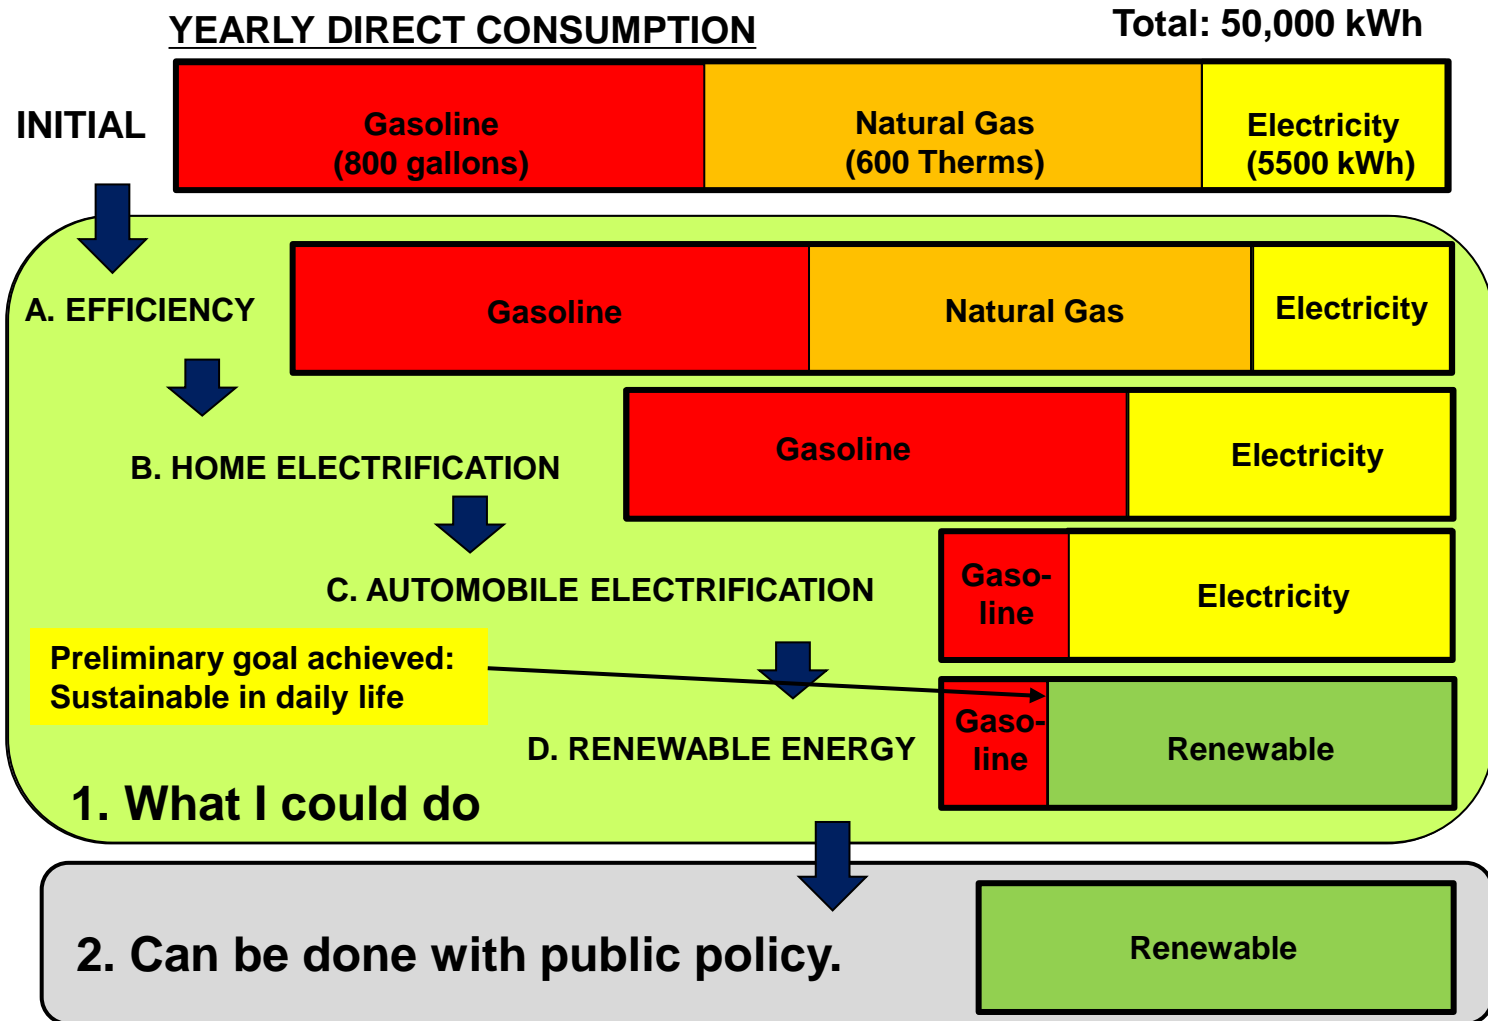 YEARLY DIRECT CONSUMPTION
Total: 50,000 kWh
INITIAL
Gasoline
(800 gallons)
Natural Gas
(600 Therms)
Electricity
(5500 kWh)
A. EFFICIENCY
Gasoline
Natural Gas
Electricity
B. HOME ELECTRIFICATION
Gasoline
Electricity
C. AUTOMOBILE ELECTRIFICATION
Gaso-
line
Electricity
Preliminary goal achieved:
Sustainable in daily life
D. RENEWABLE ENERGY
Gaso-
line
Renewable
1. What I could do
2. Can be done with public policy.
Renewable